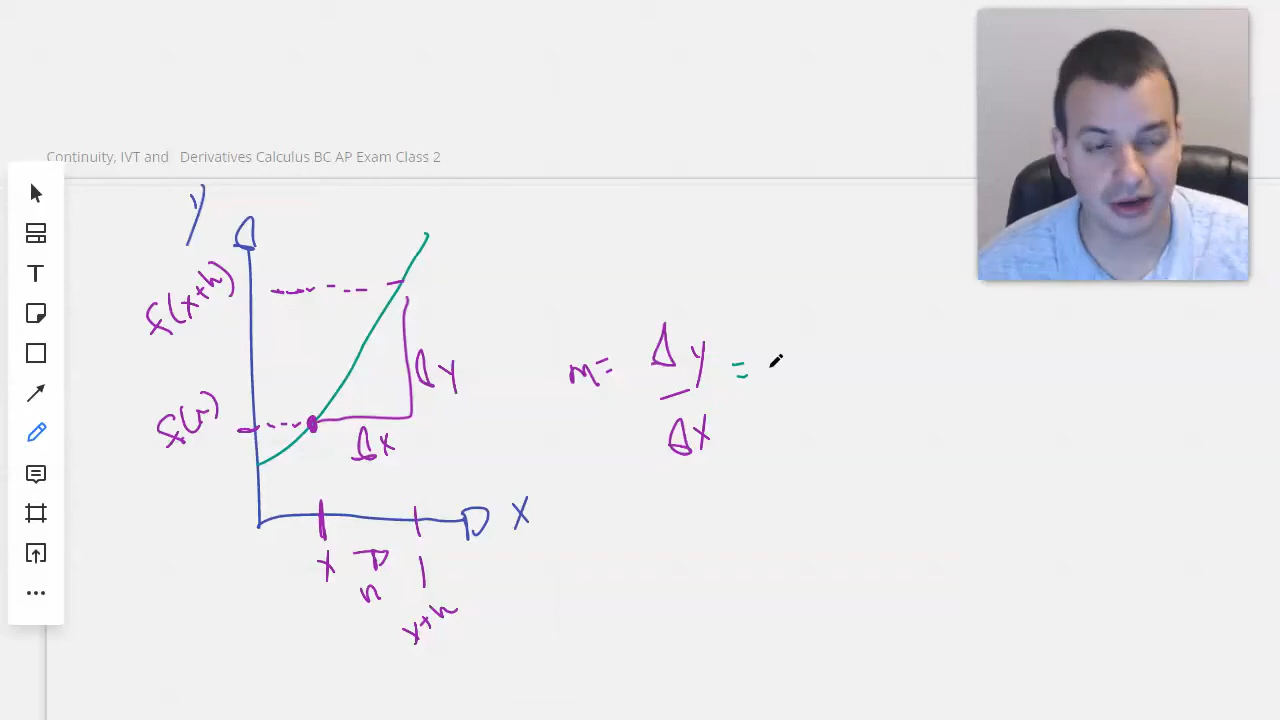 Continuity, IVT and Derivatives Calculus BC AP Exam Class 2
y
f(x+h)
Δy
m = Δy =
Δx
f(x)
Δx
x
x
h
x+h
T